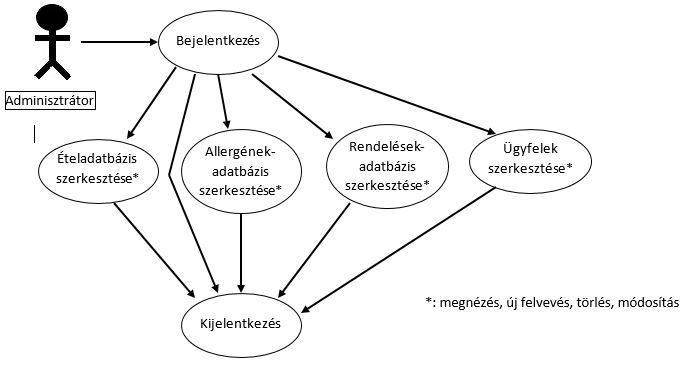 Bejelentkezés
Adminisztrátor
Ételadatbázis
szerkesztése*
Allergének-
adatbázis
szerkesztése*
Rendelések-
adatbázis
szerkesztése*
Ügyfelek
szerkesztése*
Kijelentkezés
*: megnézés, új felvevés, törlés, módosítás